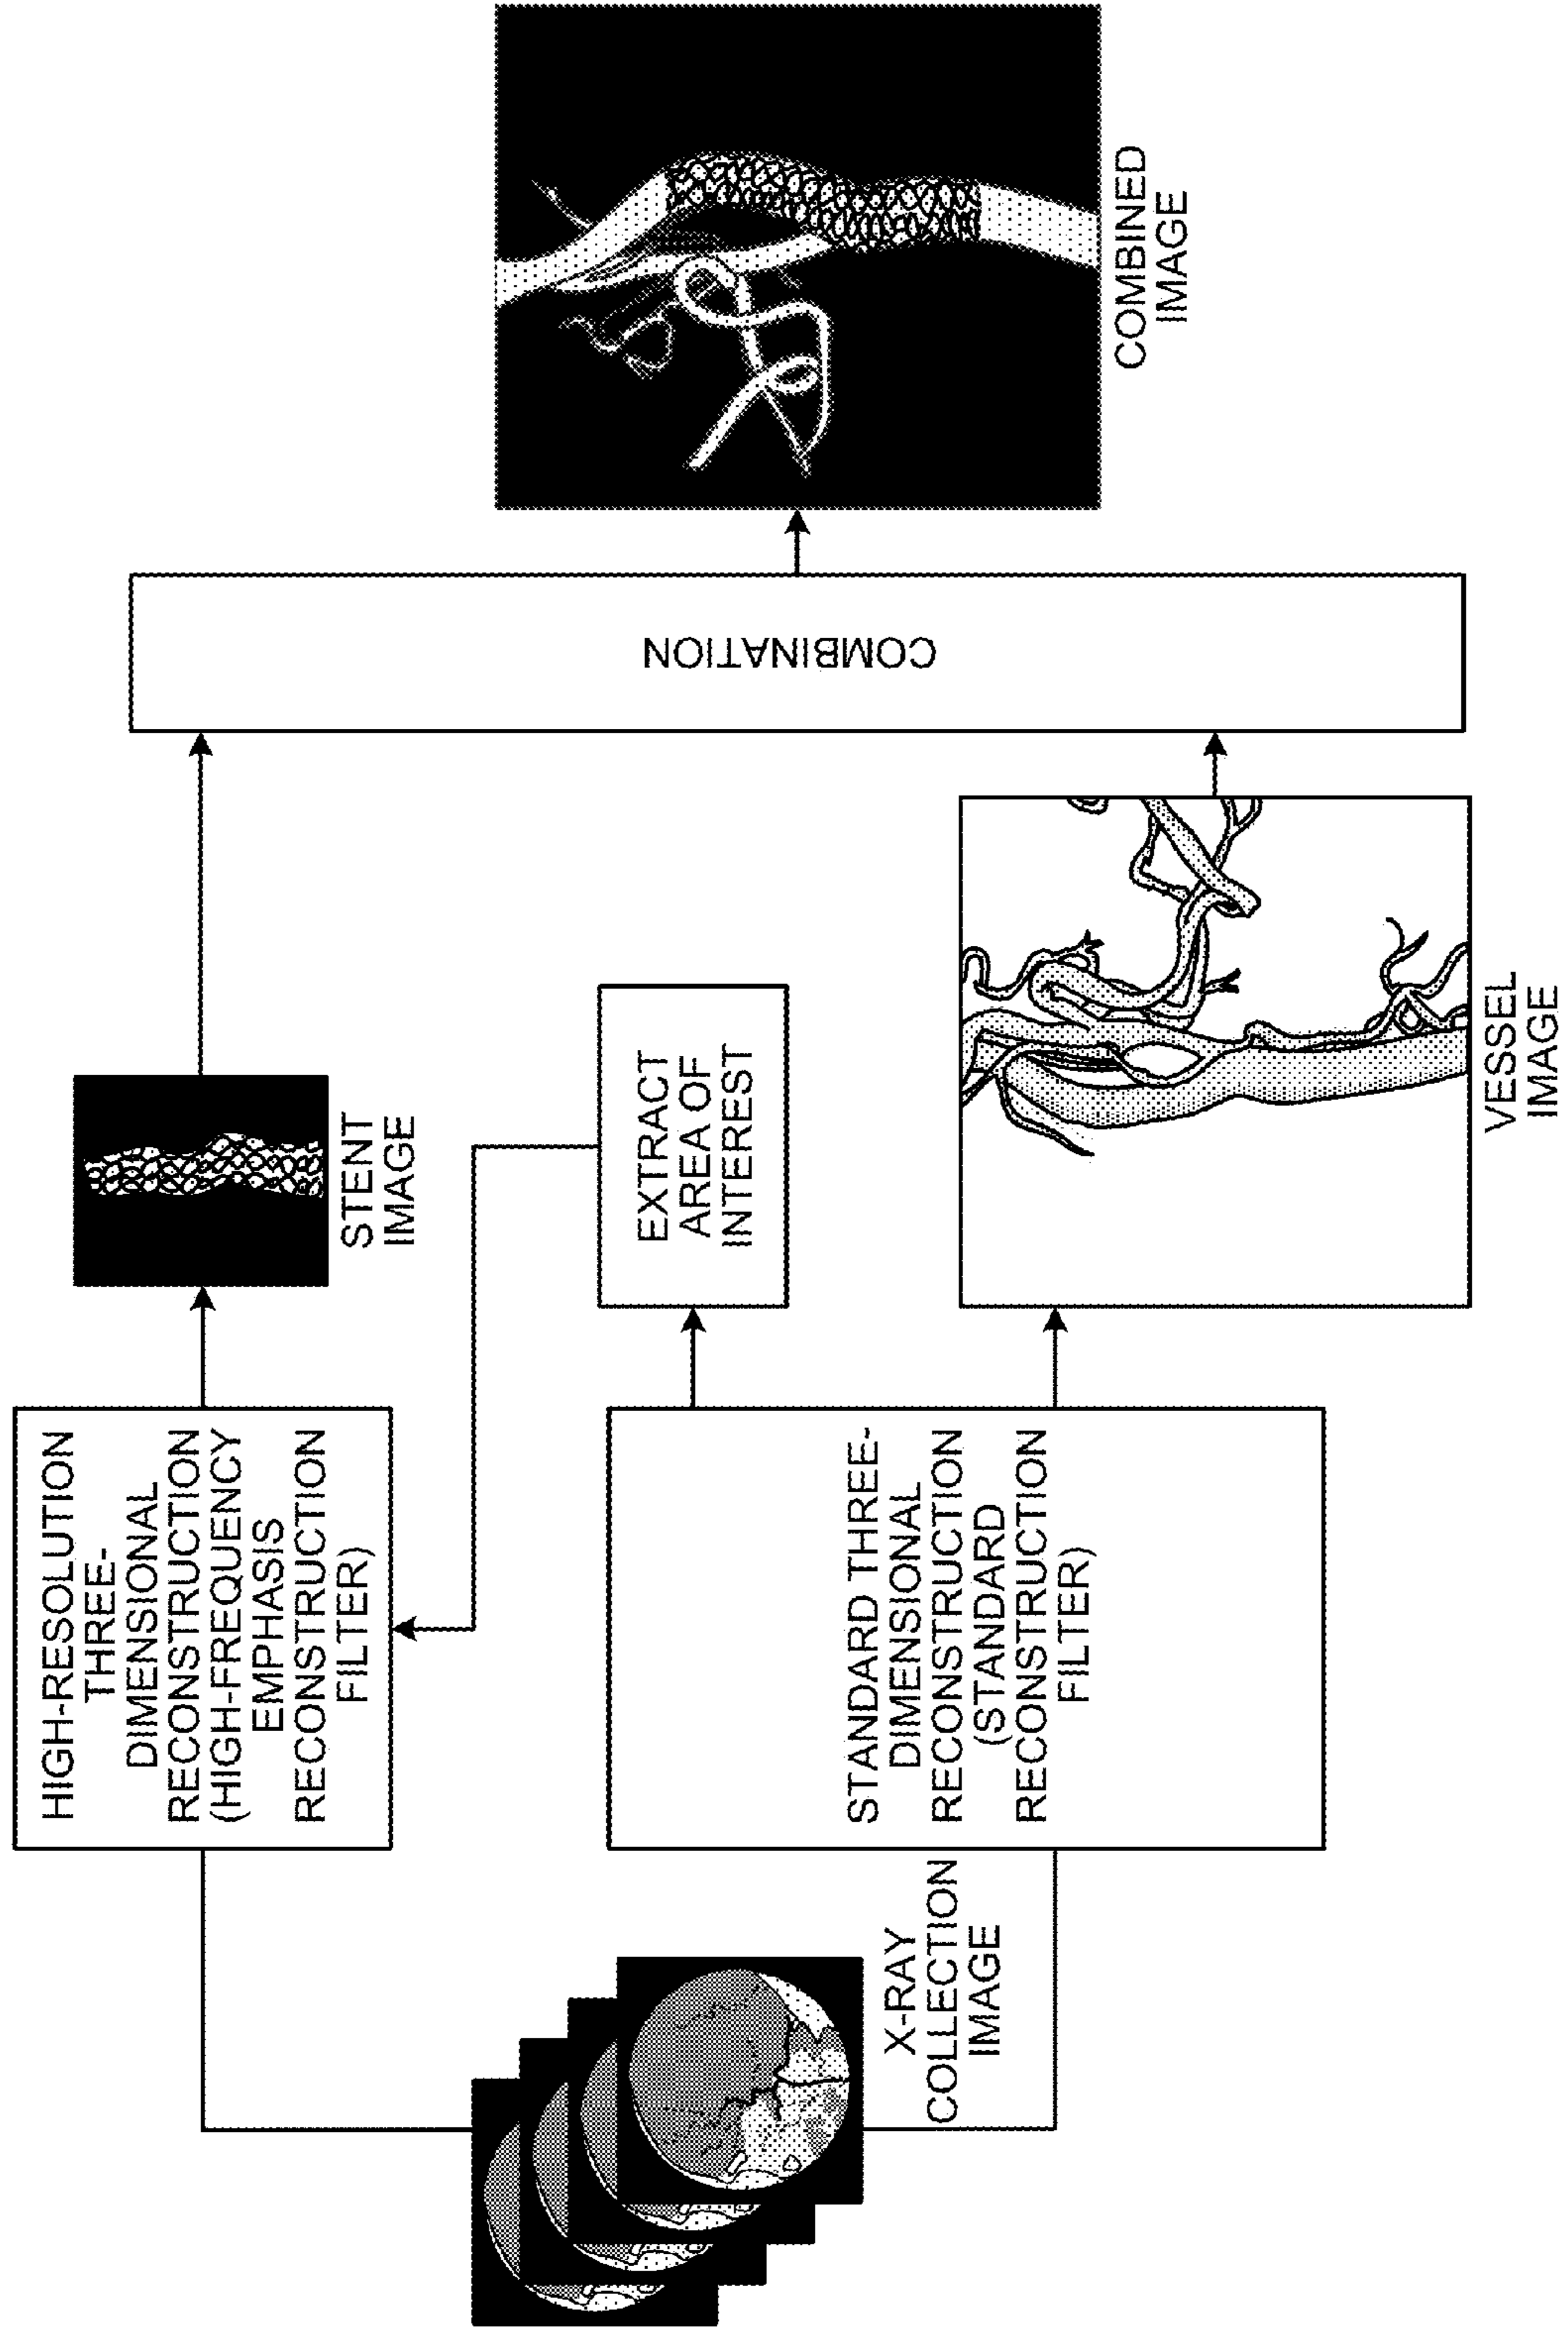 X-RAY
COLLECTION
IMAGE
HIGH-RESOLUTION
THREE-
DIMENSIONAL
RECONSTRUCTION
(HIGH-FREQUENCY
EMPHASIS
RECONSTRUCTION
FILTER)
STANDARD THREE-
DIMENSIONAL
RECONSTRUCTION
(STANDARD
RECONSTRUCTION
FILTER)
STENT
IMAGE
EXTRACT
AREA OF
INTEREST
VESSEL
IMAGE
COMBINATION
COMBINED
IMAGE